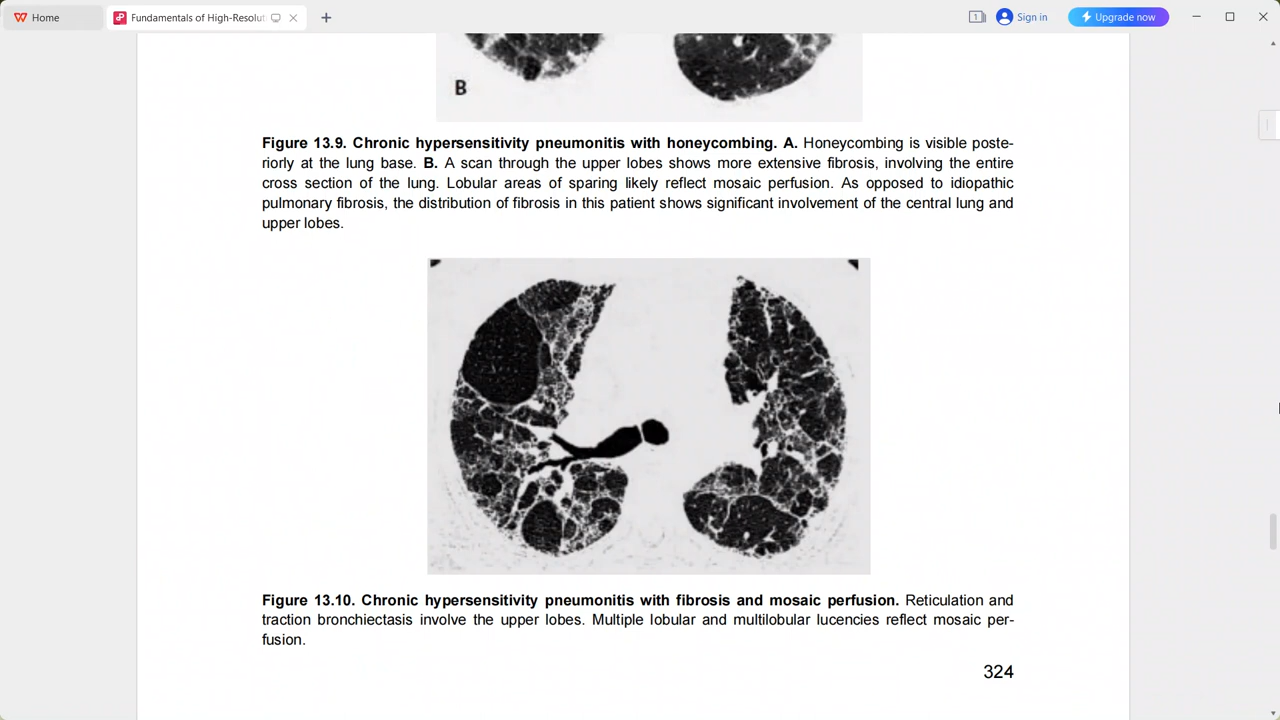 Home
Fundamentals of High-Resolut
1
Sign in
Upgrade now
B
Figure 13.9. Chronic hypersensitivity pneumonitis with honeycombing. A. Honeycombing is visible poste-
riorly at the lung base. B. A scan through the upper lobes shows more extensive fibrosis, involving the entire
cross section of the lung. Lobular areas of sparing likely reflect mosaic perfusion. As opposed to idiopathic
pulmonary fibrosis, the distribution of fibrosis in this patient shows significant involvement of the central lung and
upper lobes.
Figure 13.10. Chronic hypersensitivity pneumonitis with fibrosis and mosaic perfusion. Reticulation and
traction bronchiectasis involve the upper lobes. Multiple lobular and multilobular lucencies reflect mosaic per-
fusion.
324